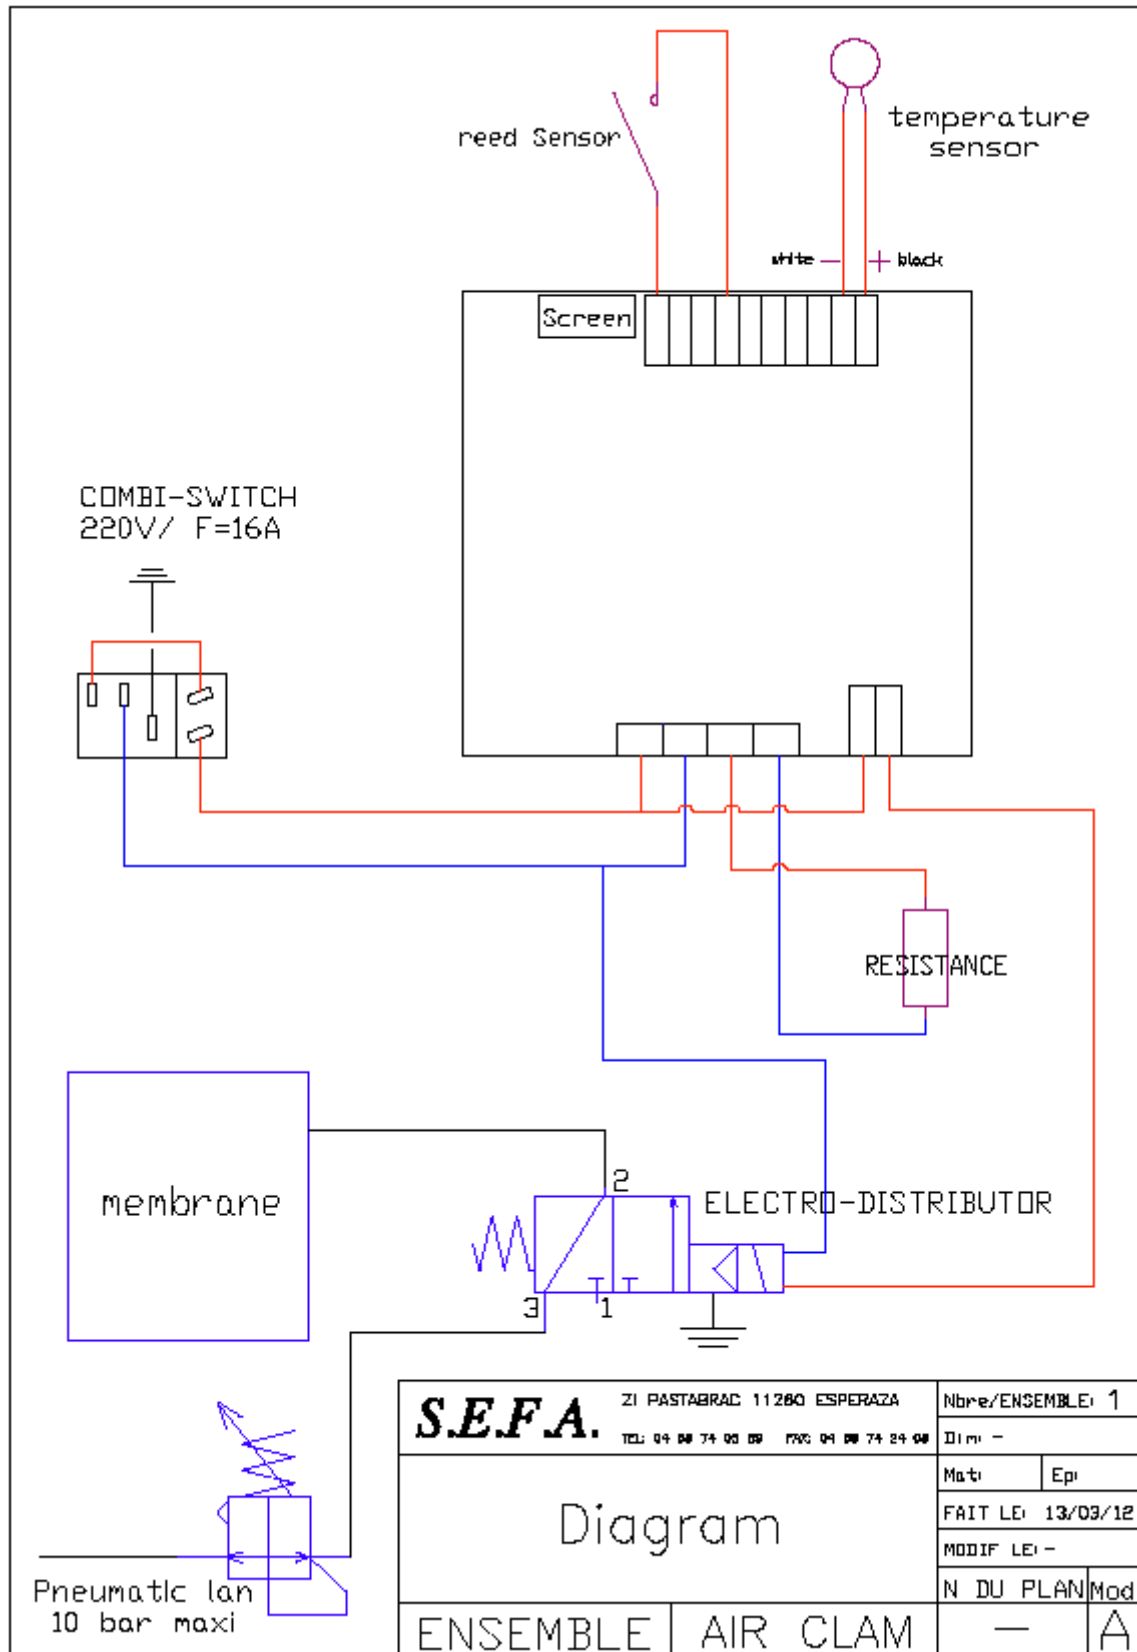 reed Sensor
temperature
sensor
white
black
Screen
COMBI-SWITCH
220V/ F=16A
RESISTANCE
membrane
2
ELECTRO-DISTRIBUTOR
3
1
S.E.F.A.
ZI PASTABRAC 11260 ESPERAZA
Nbre/ENSEMBLE: 1
Dim: -
Mat:
Ep:
Diagram
FAIT LE: 13/03/12
MODIF LE: -
N DU PLAN
Mod
Pneumatic lan
10 bar maxi
ENSEMBLE
AIR CLAM
—
A